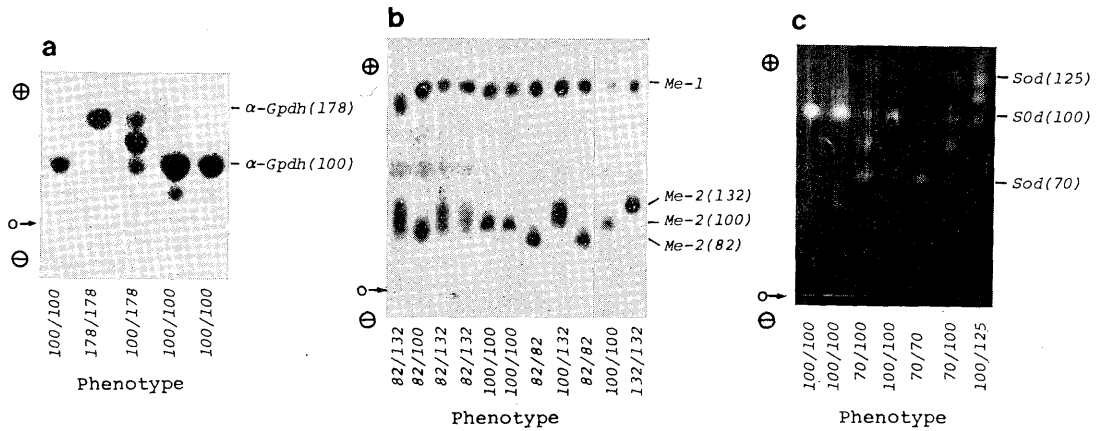 a
⊕
α-Gpdh(178)
α-Gpdh(100)
o→
⊖
100/100
178/178
100/178
100/100
100/100
Phenotype
b
⊕
Me-1
Me-2(132)
Me-2(100)
Me-2(82)
o→
⊖
82/132
82/100
82/132
82/132
100/100
100/100
82/82
100/132
82/82
100/100
132/132
Phenotype
c
⊕
Sod(125)
S0d(100)
Sod(70)
o→
⊖
100/100
100/100
70/100
100/100
70/70
70/100
100/125
Phenotype